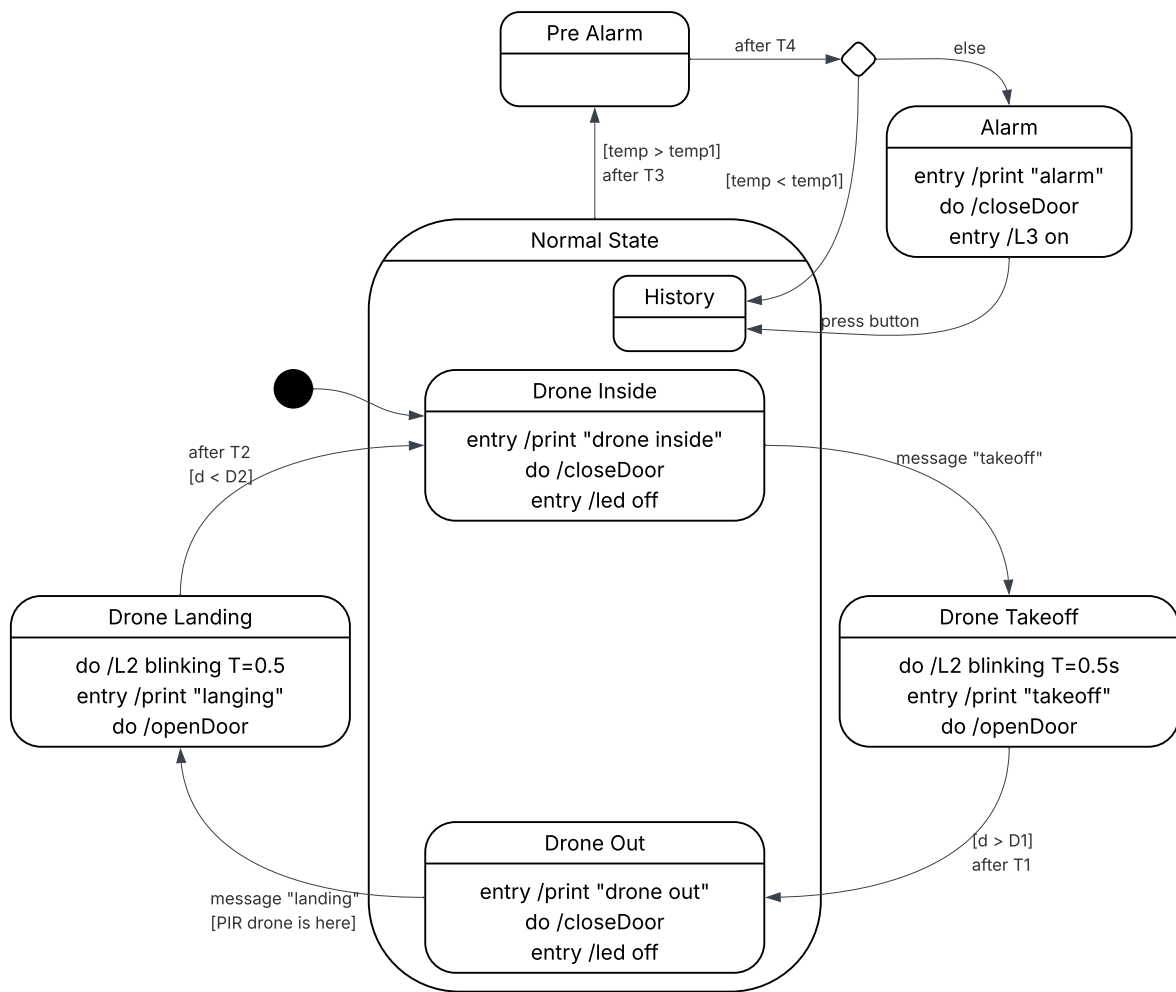 Pre Alarm
after T4
else
Alarm
entry /print "alarm"
do /closeDoor
entry /L3 on
[temp > temp1]
after T3
[temp < temp1]
Normal State
History
press button
Drone Inside
entry /print "drone inside"
do /closeDoor
entry /led off
after T2
[d < D2]
message "takeoff"
Drone Landing
do /L2 blinking T=0.5
entry /print "langing"
do /openDoor
Drone Takeoff
do /L2 blinking T=0.5s
entry /print "takeoff"
do /openDoor
[d > D1]
after T1
Drone Out
entry /print "drone out"
do /closeDoor
entry /led off
message "landing"
[PIR drone is here]